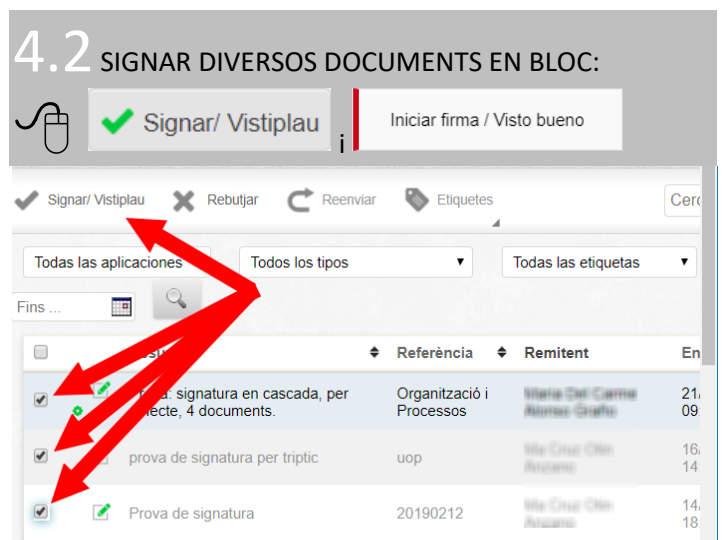 4.2 SIGNAR DIVERSOS DOCUMENTS EN BLOC:
Signar/ Vistiplau i Iniciar firma / Visto bueno
Signar/ Vistiplau Rebutjar Reenviar Etiquetes
Todas las aplicaciones Todos los tipos Todas las etiquetas
Fins ...
Referència Remitent
signatura en cascada, per Organització i
4 documents. Processos
prova de signatura per triptic uop
Prova de signatura 20190212